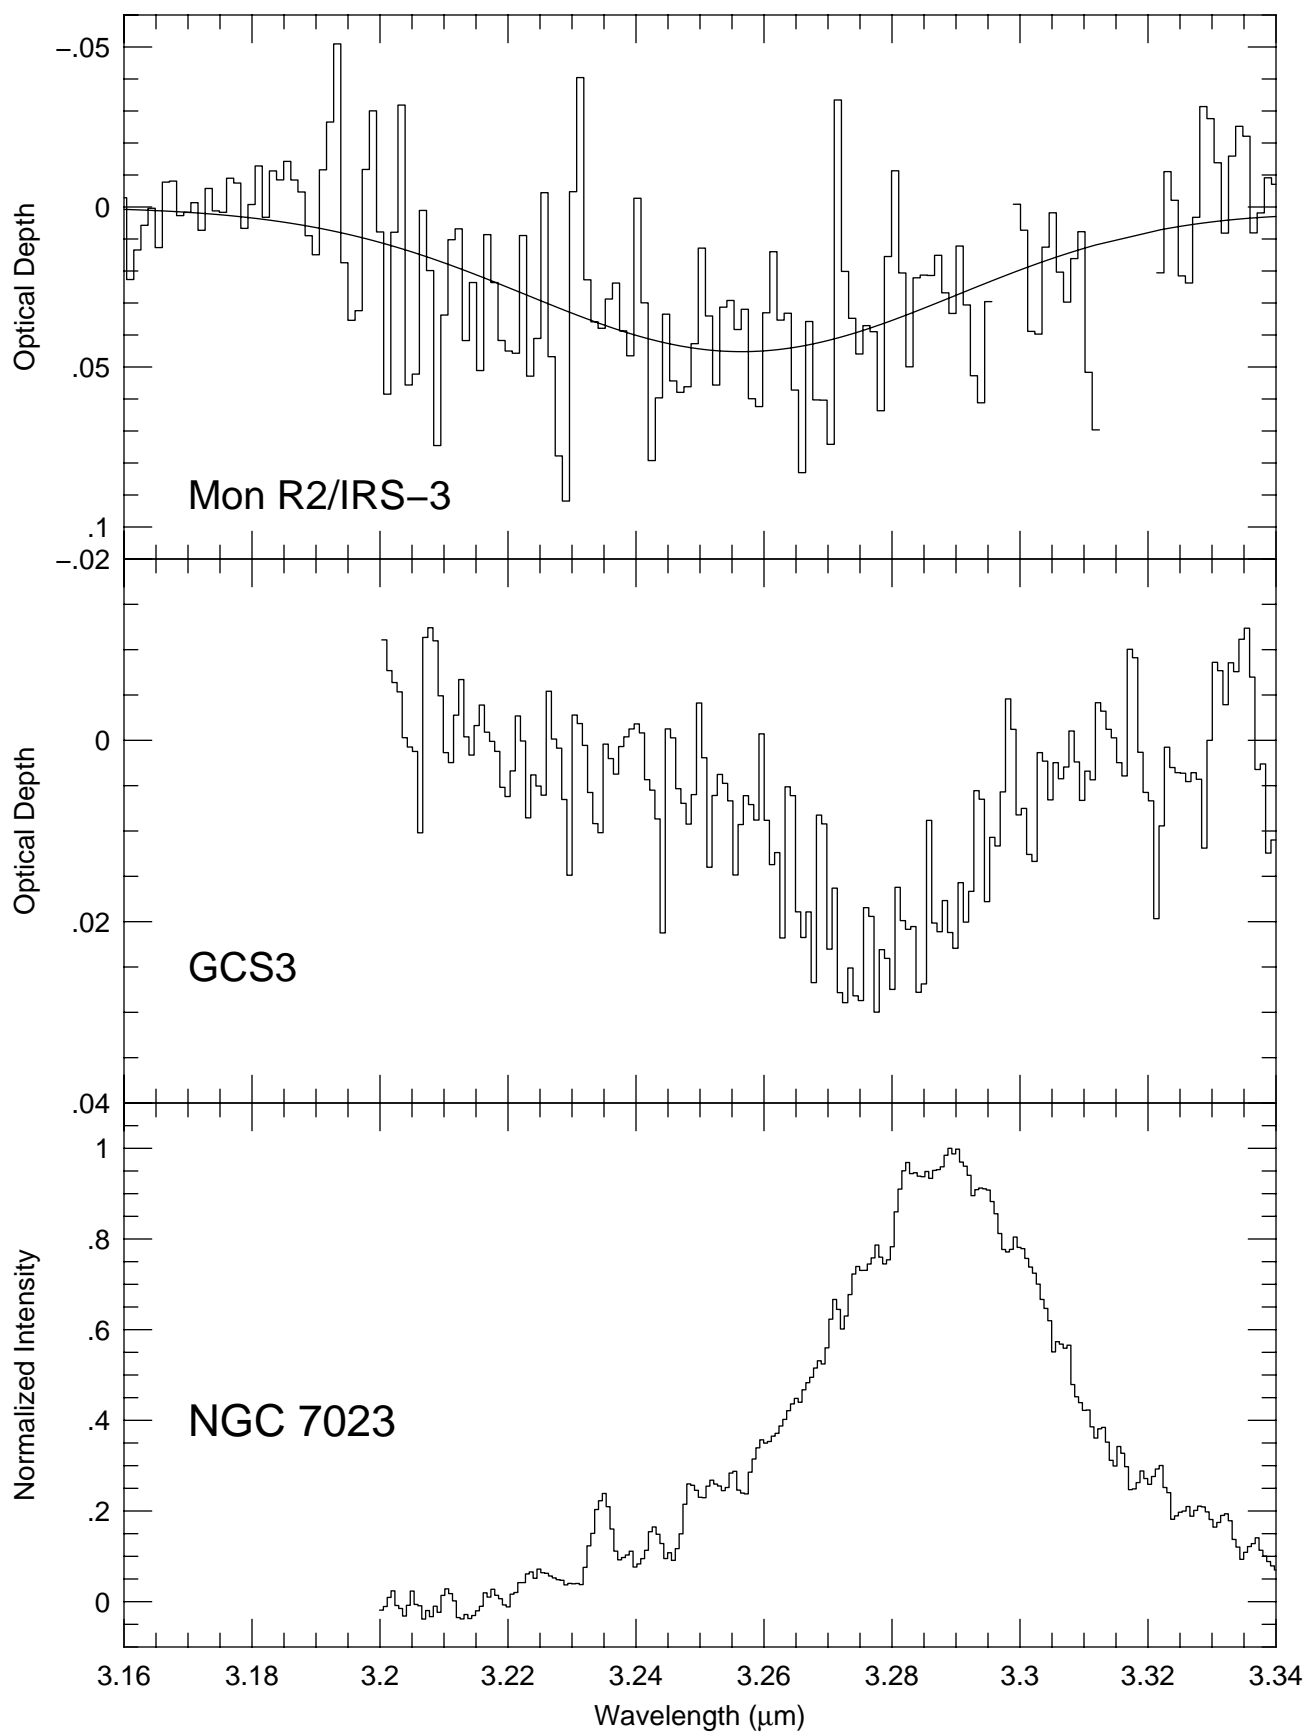 −.05
0
.05
.1
Optical Depth
Mon R2/IRS−3
−.02
0
.02
.04
Optical Depth
GCS3
1
.8
.6
.4
.2
0
Normalized Intensity
NGC 7023
3.16 3.18 3.2 3.22 3.24 3.26 3.28 3.3 3.32 3.34
Wavelength (μm)